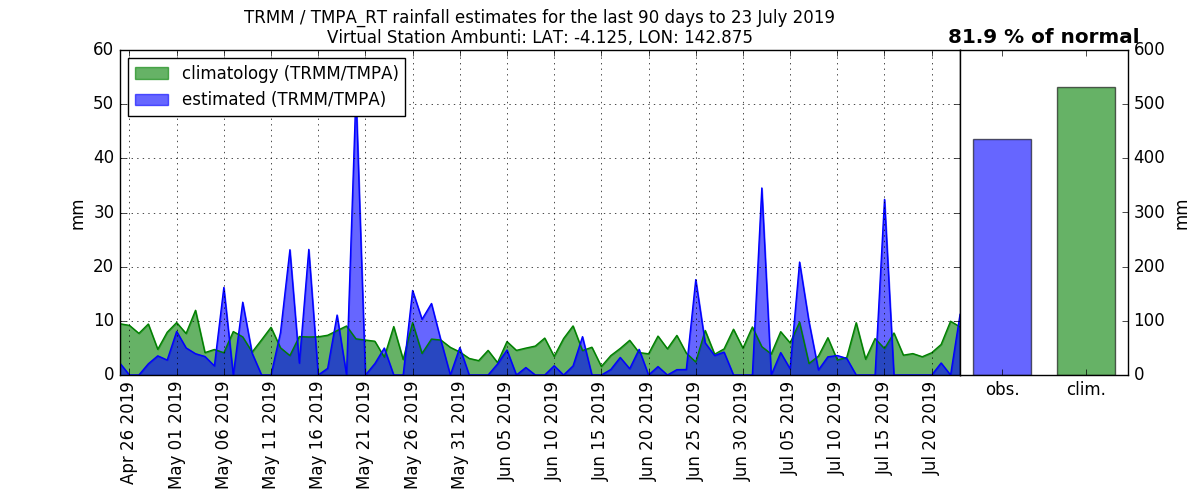 TRMM / TMPA_RT rainfall estimates for the last 90 days to 23 July 2019
Virtual Station Ambunti: LAT: -4.125, LON: 142.875
81.9 % of normal
climatology (TRMM/TMPA)
estimated (TRMM/TMPA)
60
50
40
30
20
10
0
mm
600
500
400
300
200
100
0
mm
obs.
clim.
Apr 26 2019
May 01 2019
May 06 2019
May 11 2019
May 16 2019
May 21 2019
May 26 2019
May 31 2019
Jun 05 2019
Jun 10 2019
Jun 15 2019
Jun 20 2019
Jun 25 2019
Jun 30 2019
Jul 05 2019
Jul 10 2019
Jul 15 2019
Jul 20 2019